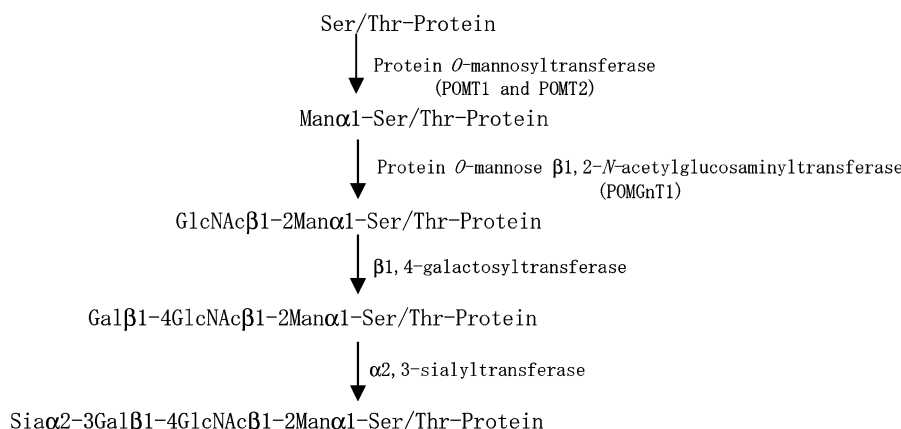 Ser/Thr-Protein
Protein O-mannosyltransferase
(POMT1 and POMT2)
Manα1-Ser/Thr-Protein
Protein O-mannose β1,2-N-acetylglucosaminyltransferase
(POMGnT1)
GlcNAcβ1-2Manα1-Ser/Thr-Protein
β1,4-galactosyltransferase
Galβ1-4GlcNAcβ1-2Manα1-Ser/Thr-Protein
α2,3-sialyltransferase
Siaα2-3Galβ1-4GlcNAcβ1-2Manα1-Ser/Thr-Protein